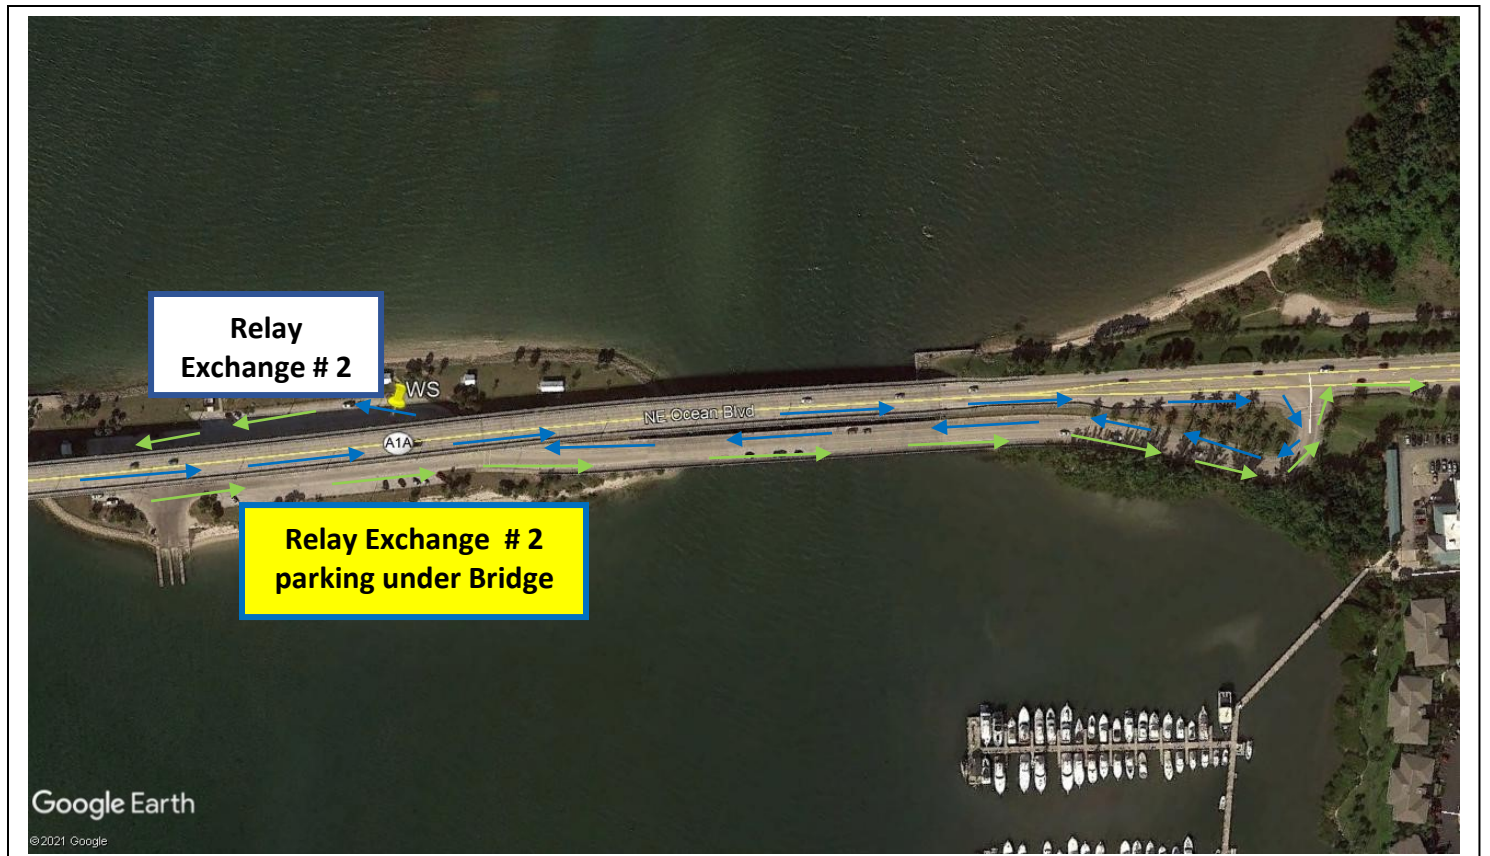 Relay
Exchange # 2
WS
NE Ocean Blvd
A1A
Relay Exchange # 2
parking under Bridge
Google Earth
©2021 Google